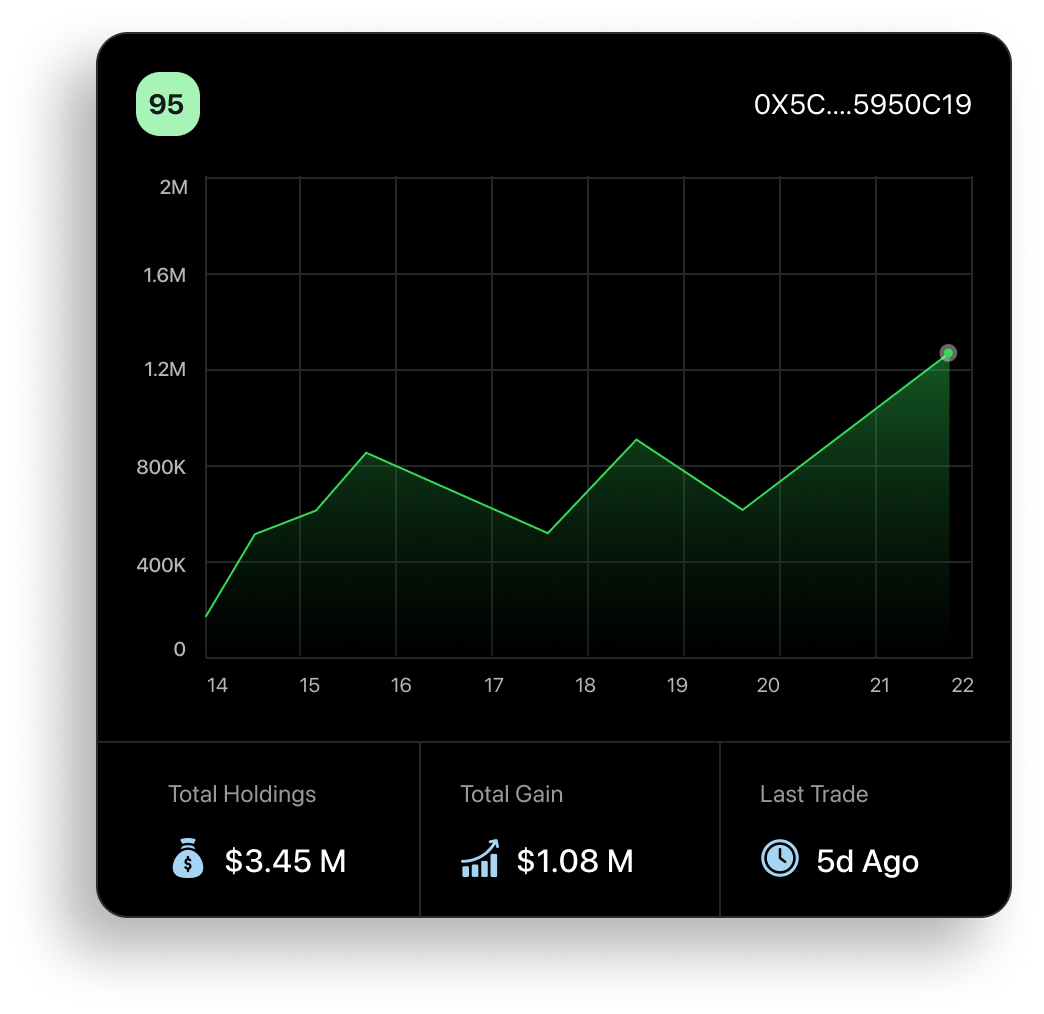 95
0X5C....5950C19
2M
1.6M
1.2M
800K
400K
0
14 15 16 17 18 19 20 21 22
Total Holdings Total Gain Last Trade
$ $3.45 M $1.08 M 5d Ago